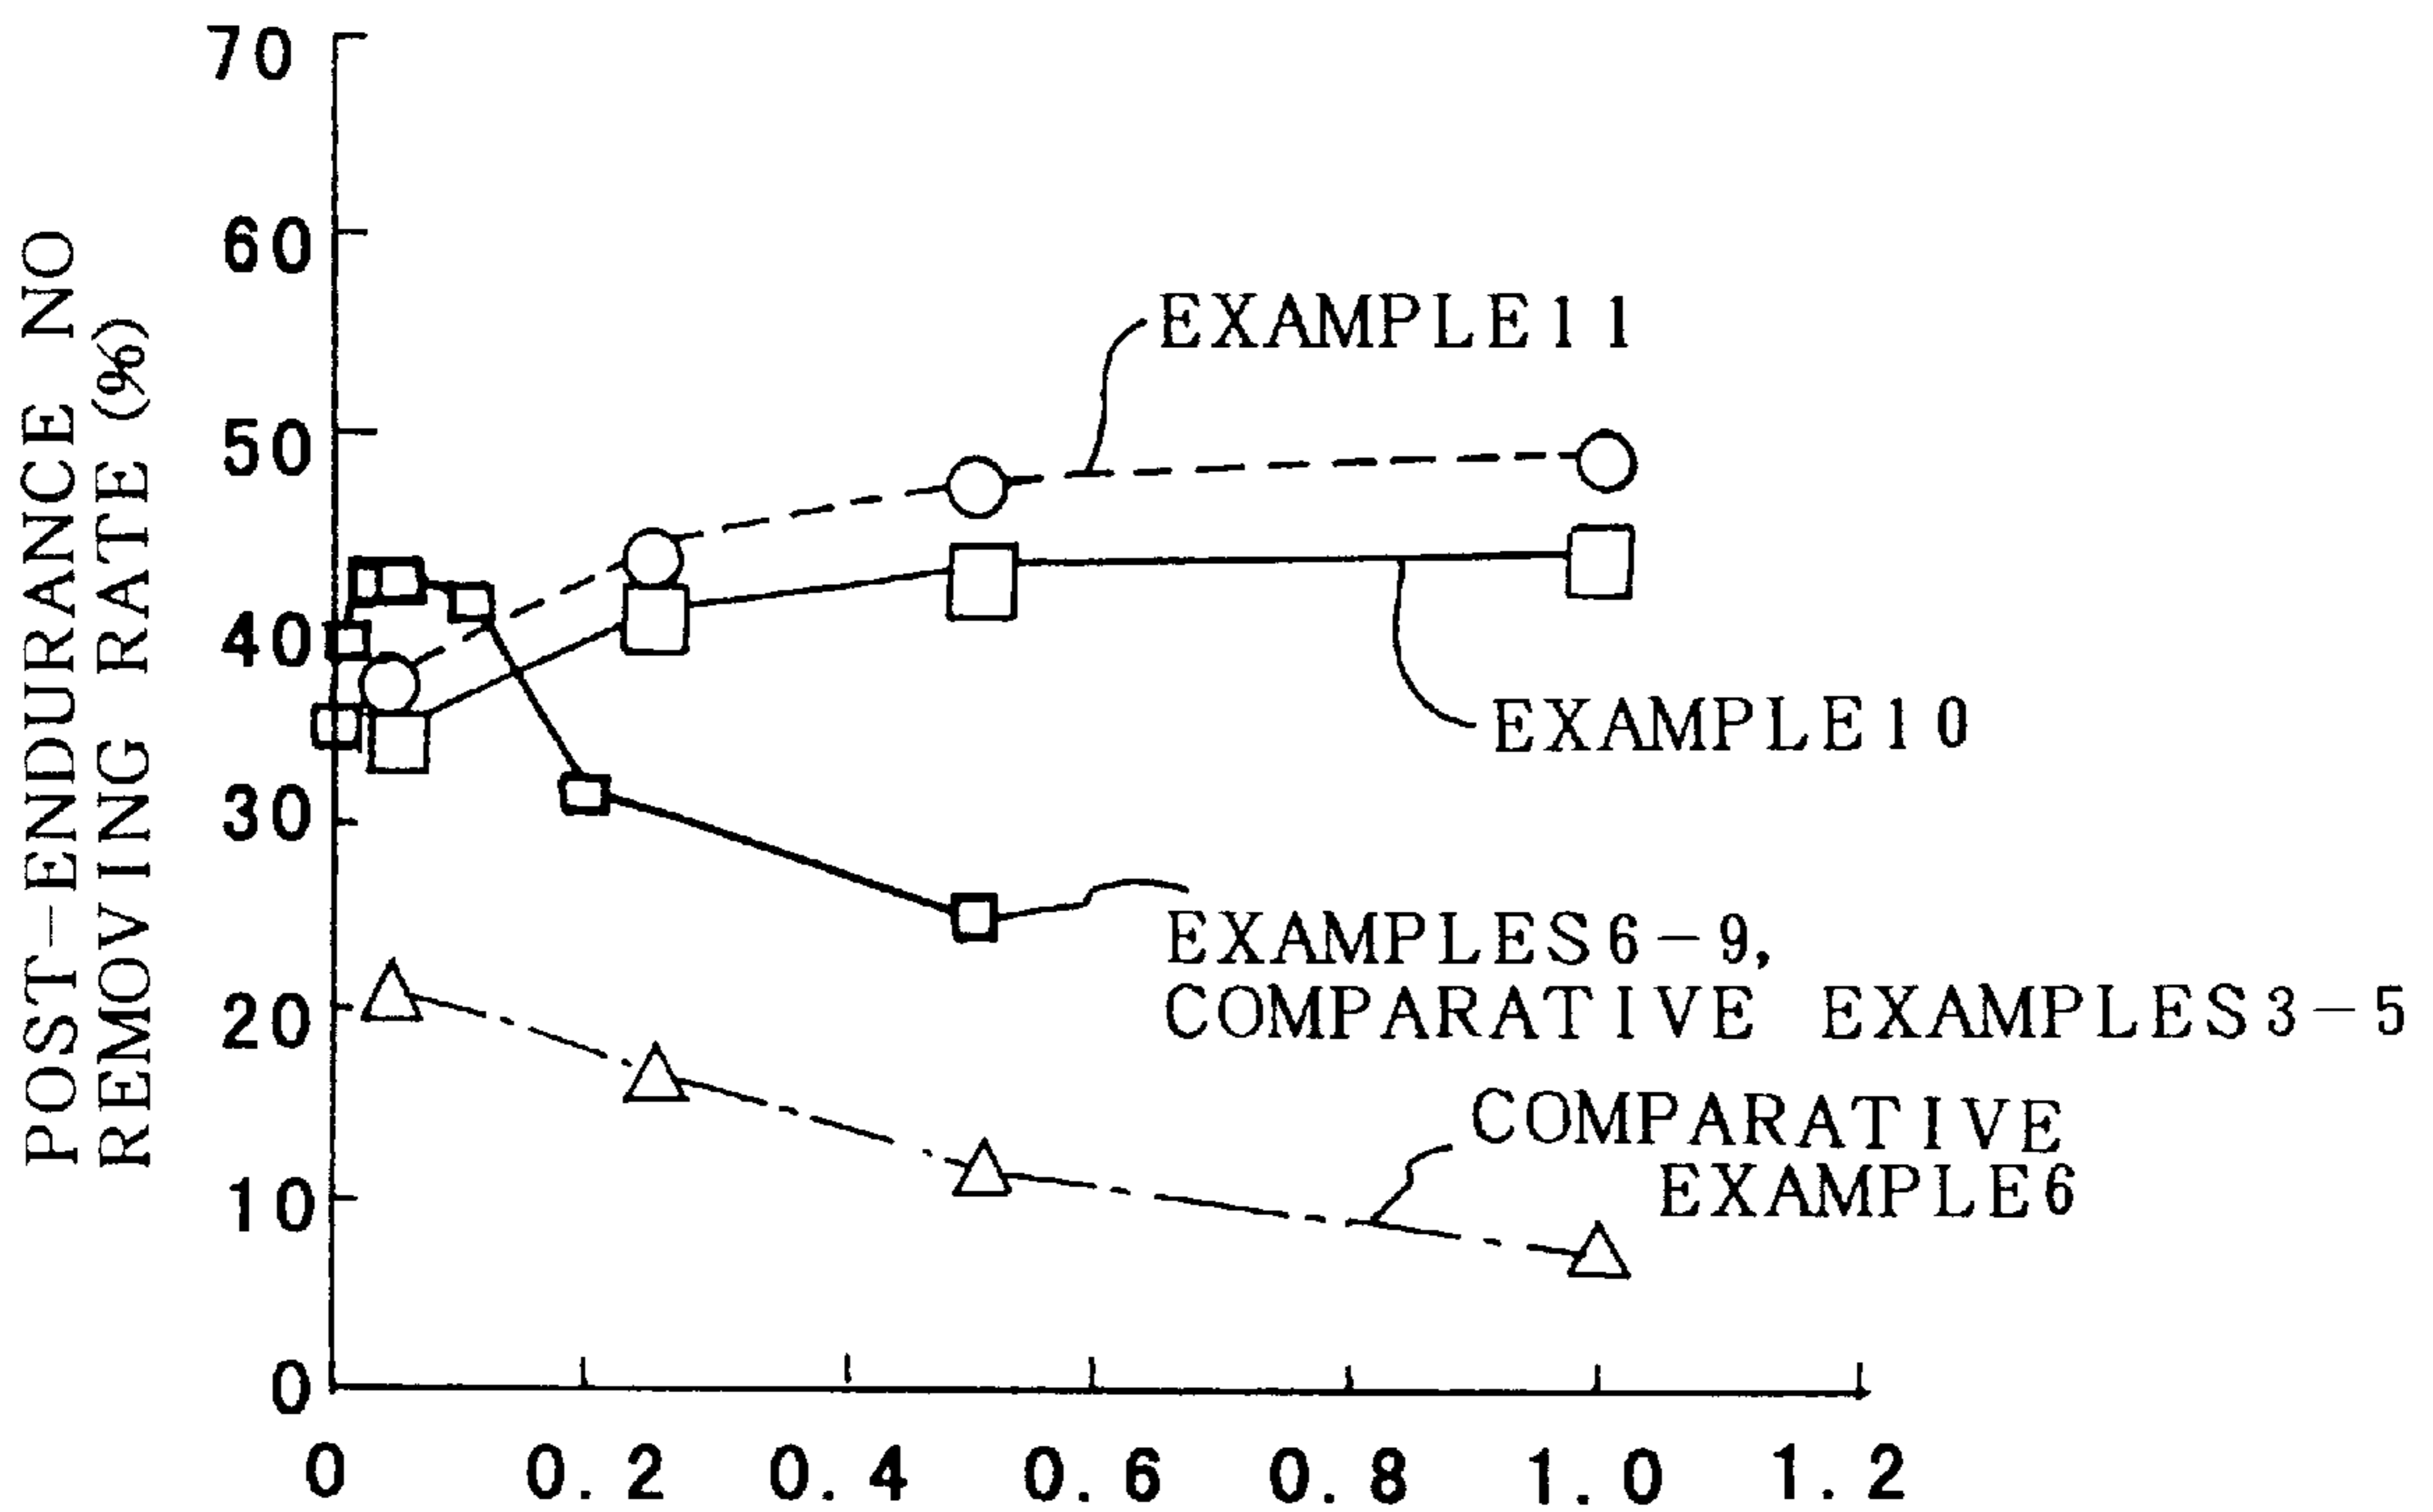 POST-ENDURANCE NO
REMOVING RATE (%)
70
60
50
40
30
20
10
0
EXAMPLE11
EXAMPLE10
EXAMPLES6-9,
COMPARATIVE EXAMPLES3-5
COMPARATIVE
EXAMPLE6
0 0.2 0.4 0.6 0.8 1.0 1.2